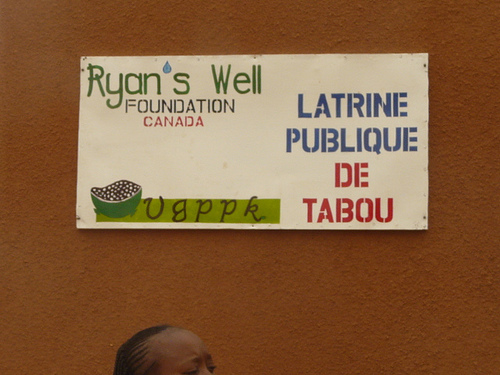 Ryan's Well
FOUNDATION
CANADA
ugppk
LATRINE
PUBLIQUE
DE
TABOU